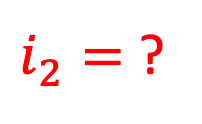 i₂ = ?